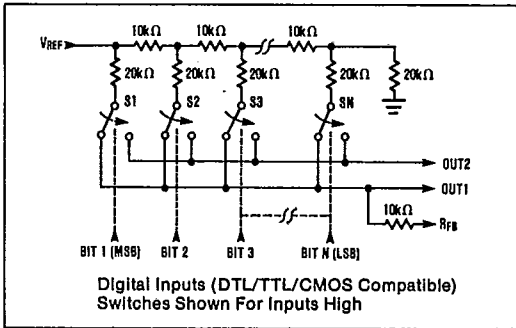 10kΩ 10kΩ 10kΩ
VREF
20kΩ 20kΩ 20kΩ 20kΩ 20kΩ
S1 S2 S3 SN
OUT2
OUT1
10kΩ
RFB
BIT 1 (MSB) BIT 2 BIT 3 BIT N (LSB)
Digital Inputs (DTL/TTL/CMOS Compatible)
Switches Shown For Inputs High